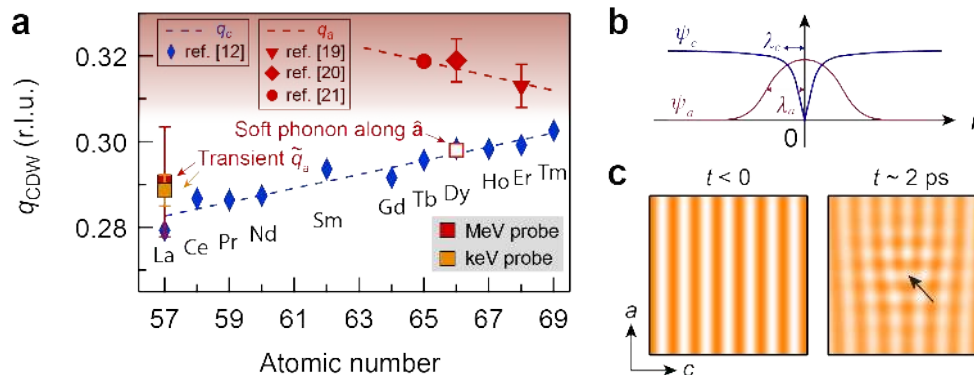 a
q_c
ref. [12]
q_a
ref. [19]
ref. [20]
ref. [21]
Soft phonon along â
Transient q̃_a
La
Ce
Pr
Nd
Sm
Gd
Tb
Dy
Ho
Er
Tm
MeV probe
keV probe
q_CDW (r.l.u.)
0.32
0.30
0.28
57 59 61 63 65 67 69
Atomic number
b
ψ_c
λ_c
ψ_a
λ_a
0
c
t < 0
t ~ 2 ps
a
c